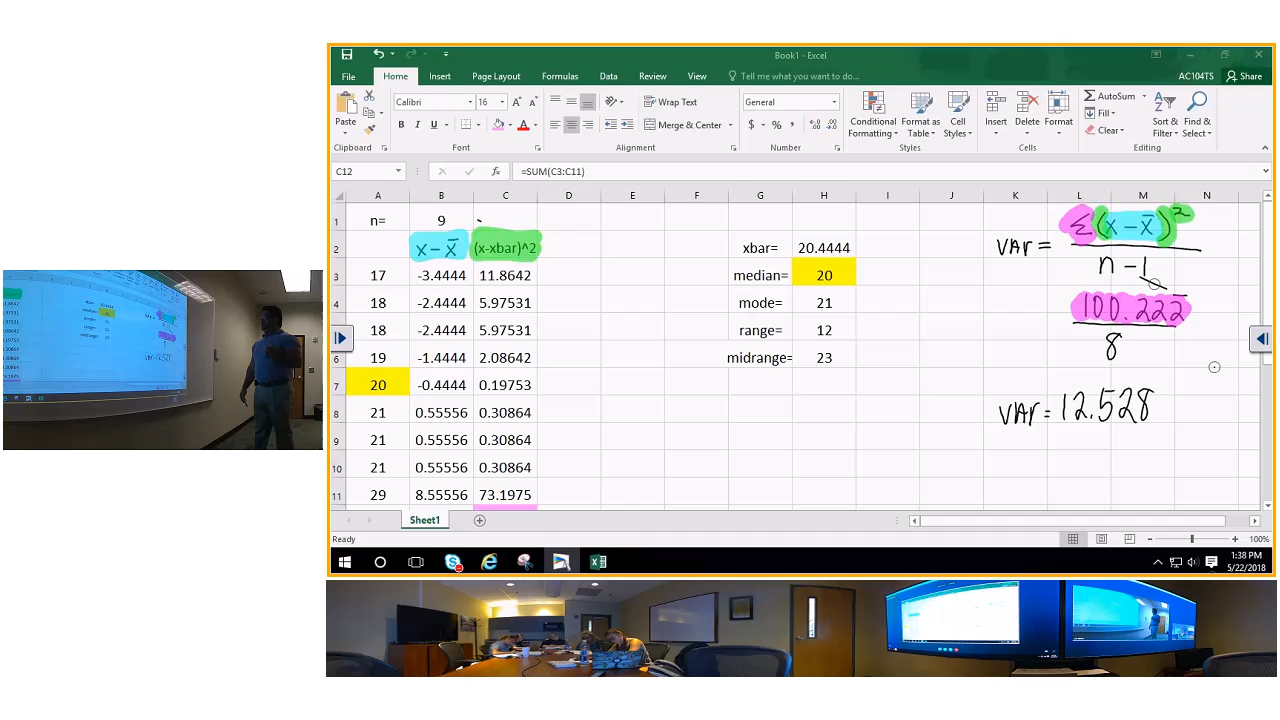 Book1 - Excel
File Home Insert Page Layout Formulas Data Review View Tell me what you want to do... AC104TS Share
Paste Calibri 16 A A Wrap Text General Conditional Formatting Format as Table Cell Styles Insert Delete Format AutoSum Fill Clear Sort & Filter Find & Select
B I U A Merge & Center $ % ,
Clipboard Font Alignment Number Styles Cells Editing
C12 fx =SUM(C3:C11)
A B C D E F G H I J K L M N
1 n= 9 `
2 x - x̄ (x-xbar)^2 xbar= 20.4444
3 17 -3.4444 11.8642 median= 20
4 18 -2.4444 5.97531 mode= 21
18 -2.4444 5.97531 range= 12
6 19 -1.4444 2.08642 midrange= 23
7 20 -0.4444 0.19753
8 21 0.55556 0.30864
9 21 0.55556 0.30864
10 21 0.55556 0.30864
11 29 8.55556 73.1975
VAR = Σ(x - x̄)²
n - 1
100.222
8
VAR = 12.528
Sheet1
Ready 100%
1:38 PM
5/22/2018